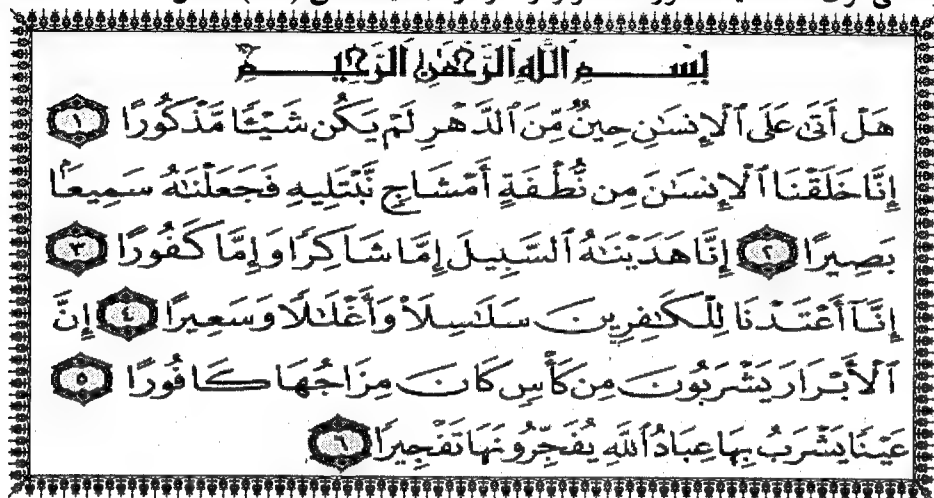 بِسْمِ ٱللَّهِ ٱلرَّحْمَٰنِ ٱلرَّحِيمِ
هَلْ أَتَىٰ عَلَى ٱلْإِنسَٰنِ حِينٌ مِّنَ ٱلدَّهْرِ لَمْ يَكُن شَيْـًٔا مَّذْكُورًا ١
إِنَّا خَلَقْنَا ٱلْإِنسَٰنَ مِن نُّطْفَةٍ أَمْشَاجٍ نَّبْتَلِيهِ فَجَعَلْنَٰهُ سَمِيعًۢا
بَصِيرًا ٢ إِنَّا هَدَيْنَٰهُ ٱلسَّبِيلَ إِمَّا شَاكِرًا وَإِمَّا كَفُورًا ٣
إِنَّآ أَعْتَدْنَا لِلْكَٰفِرِينَ سَلَٰسِلَا۟ وَأَغْلَٰلًا وَسَعِيرًا ٤ إِنَّ
ٱلْأَبْرَارَ يَشْرَبُونَ مِن كَأْسٍ كَانَ مِزَاجُهَا كَافُورًا ٥
عَيْنًا يَشْرَبُ بِهَا عِبَادُ ٱللَّهِ يُفَجِّرُونَهَا تَفْجِيرًا ٦